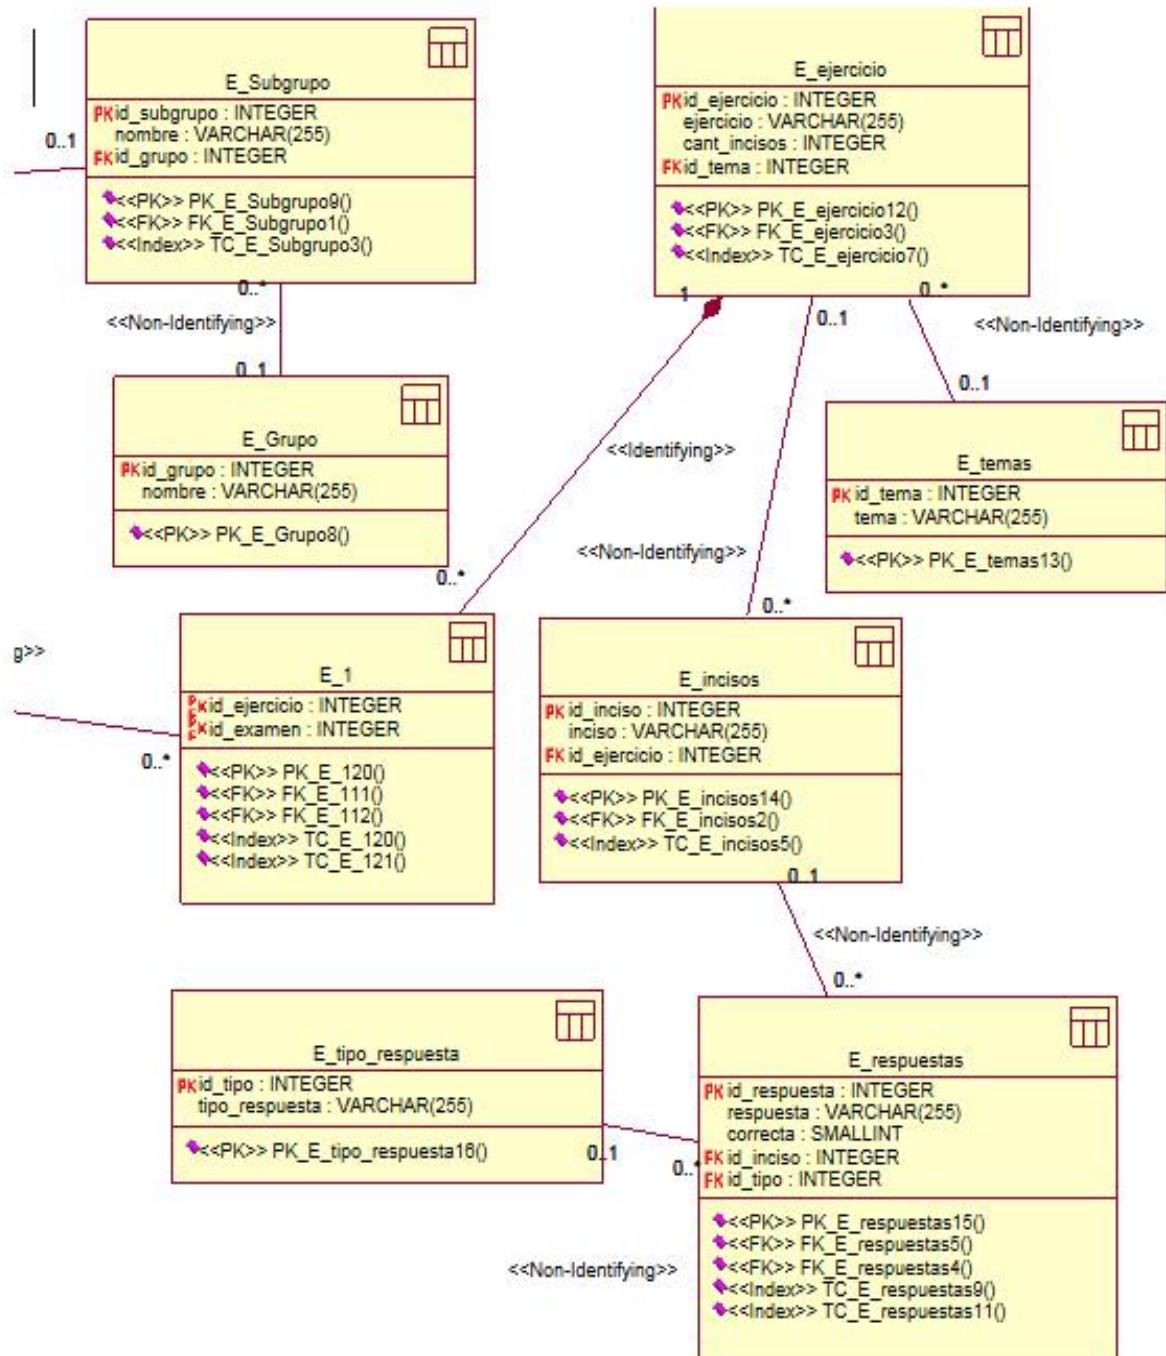 E_Subgrupo
PK id_subgrupo : INTEGER
nombre : VARCHAR(255)
FK id_grupo : INTEGER
<<PK>> PK_E_Subgrupo9()
<<FK>> FK_E_Subgrupo1()
<<Index>> TC_E_Subgrupo3()
0..1
0..*
<<Non-Identifying>>
0..1
E_Grupo
PK id_grupo : INTEGER
nombre : VARCHAR(255)
<<PK>> PK_E_Grupo8()
E_ejercicio
PK id_ejercicio : INTEGER
ejercicio : VARCHAR(255)
cant_incisos : INTEGER
FK id_tema : INTEGER
<<PK>> PK_E_ejercicio12()
<<FK>> FK_E_ejercicio3()
<<Index>> TC_E_ejercicio7()
1
0..1
0..*
<<Non-Identifying>>
0..1
E_temas
PK id_tema : INTEGER
tema : VARCHAR(255)
<<PK>> PK_E_temas13()
<<Identifying>>
<<Non-Identifying>>
0..*
0..*
g>>
0..*
E_1
id_ejercicio : INTEGER
id_examen : INTEGER
<<PK>> PK_E_120()
<<FK>> FK_E_111()
<<FK>> FK_E_112()
<<Index>> TC_E_120()
<<Index>> TC_E_121()
E_incisos
PK id_inciso : INTEGER
inciso : VARCHAR(255)
FK id_ejercicio : INTEGER
<<PK>> PK_E_incisos14()
<<FK>> FK_E_incisos2()
<<Index>> TC_E_incisos5()
0..1
<<Non-Identifying>>
0..*
E_tipo_respuesta
PK id_tipo : INTEGER
tipo_respuesta : VARCHAR(255)
<<PK>> PK_E_tipo_respuesta16()
0..1
0..*
<<Non-Identifying>>
E_respuestas
PK id_respuesta : INTEGER
respuesta : VARCHAR(255)
correcta : SMALLINT
FK id_inciso : INTEGER
FK id_tipo : INTEGER
<<PK>> PK_E_respuestas15()
<<FK>> FK_E_respuestas5()
<<FK>> FK_E_respuestas4()
<<Index>> TC_E_respuestas9()
<<Index>> TC_E_respuestas11()